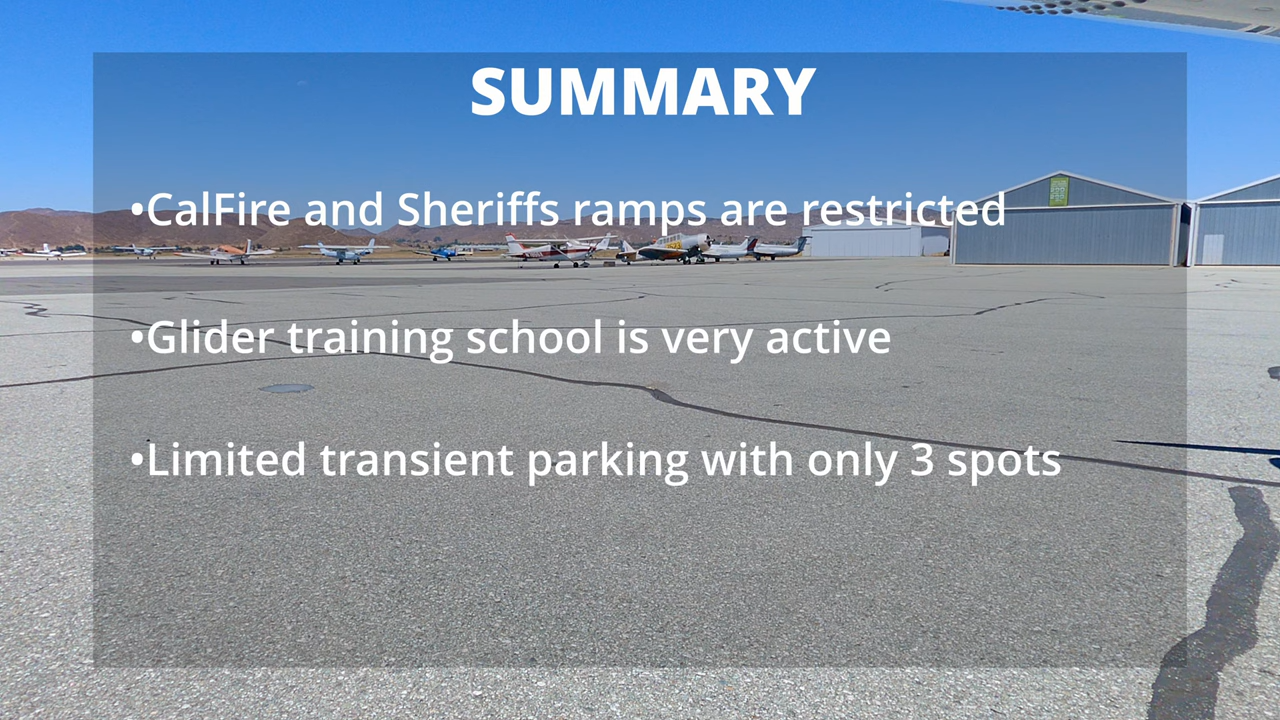 SUMMARY
•CalFire and Sheriffs ramps are restricted
•Glider training school is very active
•Limited transient parking with only 3 spots